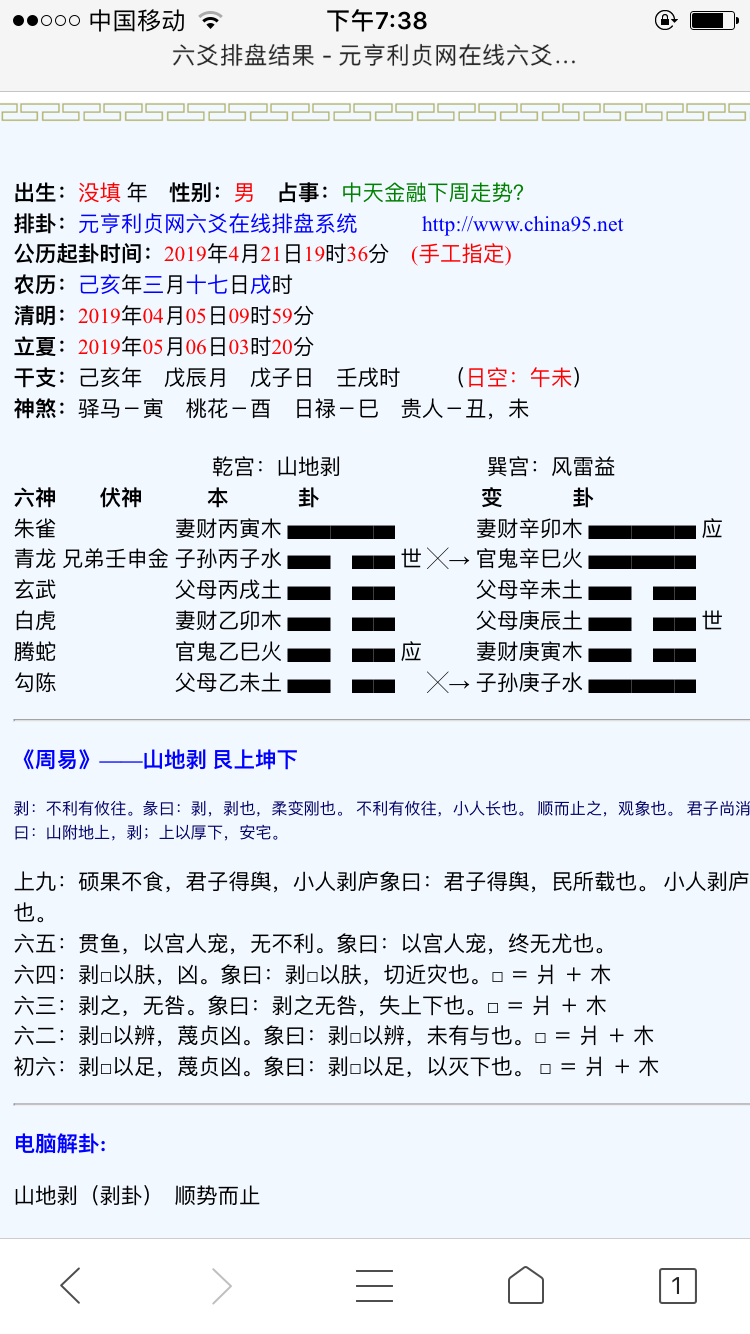 中国移动 下午7:38
六爻排盘结果 - 元亨利贞网在线六爻...
出生：没填 年 性别：男 占事：中天金融下周走势？
排卦：元亨利贞网六爻在线排盘系统 http://www.china95.net
公历起卦时间：2019年4月21日19时36分 (手工指定)
农历：己亥年三月十七日戌时
清明：2019年04月05日09时59分
立夏：2019年05月06日03时20分
干支：己亥年 戊辰月 戊子日 壬戌时 （日空：午未）
神煞：驿马－寅 桃花－酉 日禄－巳 贵人－丑，未
乾宫：山地剥 巽宫：风雷益
六神 伏神 本 卦 变 卦
朱雀 妻财丙寅木 妻财辛卯木 应
青龙 兄弟壬申金 子孙丙子水 世 ╳→ 官鬼辛巳火
玄武 父母丙戌土 父母辛未土
白虎 妻财乙卯木 父母庚辰土 世
腾蛇 官鬼乙巳火 应 妻财庚寅木
勾陈 父母乙未土 ╳→ 子孙庚子水
《周易》——山地剥 艮上坤下
剥：不利有攸往。彖曰：剥，剥也，柔变刚也。 不利有攸往，小人长也。 顺而止之，观象也。 君子尚消
曰：山附地上，剥；上以厚下，安宅。
上九：硕果不食，君子得舆，小人剥庐象曰：君子得舆，民所载也。 小人剥庐
也。
六五：贯鱼，以宫人宠，无不利。象曰：以宫人宠，终无尤也。
六四：剥□以肤，凶。象曰：剥□以肤，切近灾也。□ ＝ 爿 ＋ 木
六三：剥之，无咎。象曰：剥之无咎，失上下也。□ ＝ 爿 ＋ 木
六二：剥□以辨，蔑贞凶。象曰：剥□以辨，未有与也。□ ＝ 爿 ＋ 木
初六：剥□以足，蔑贞凶。象曰：剥□以足，以灭下也。 □ ＝ 爿 ＋ 木
电脑解卦:
山地剥（剥卦） 顺势而止
1